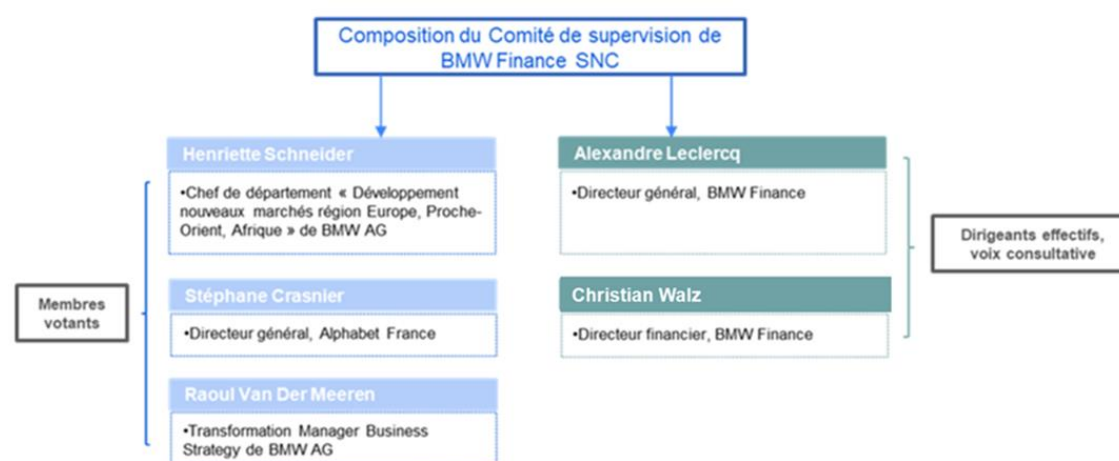 Composition du Comité de supervision de
BMW Finance SNC
Henriette Schneider
•Chef de département « Développement
nouveaux marchés région Europe, Proche-
Orient, Afrique » de BMW AG
Stéphane Crasnier
•Directeur général, Alphabet France
Raoul Van Der Meeren
•Transformation Manager Business
Strategy de BMW AG
Membres
votants
Alexandre Leclercq
•Directeur général, BMW Finance
Christian Walz
•Directeur financier, BMW Finance
Dirigeants effectifs,
voix consultative